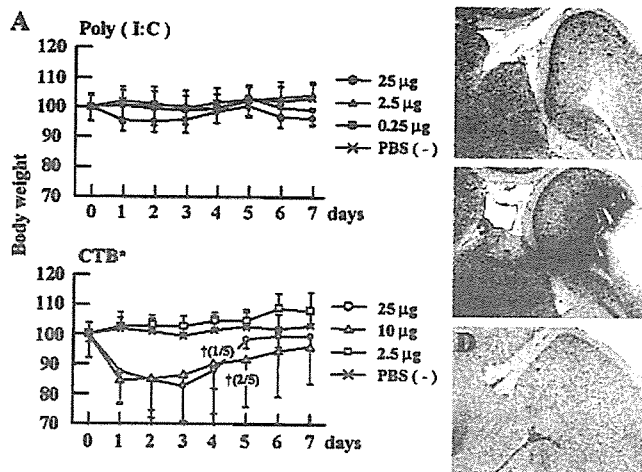 A
Poly (I:C)
120
110
100
90
80
70
0 1 2 3 4 5 6 7 days
25 µg
2.5 µg
0.25 µg
PBS (-)
Body weight
CTB*
120
110
100
90
80
70
0 1 2 3 4 5 6 7 days
†(1/5)
†(2/5)
25 µg
10 µg
2.5 µg
PBS (-)
D